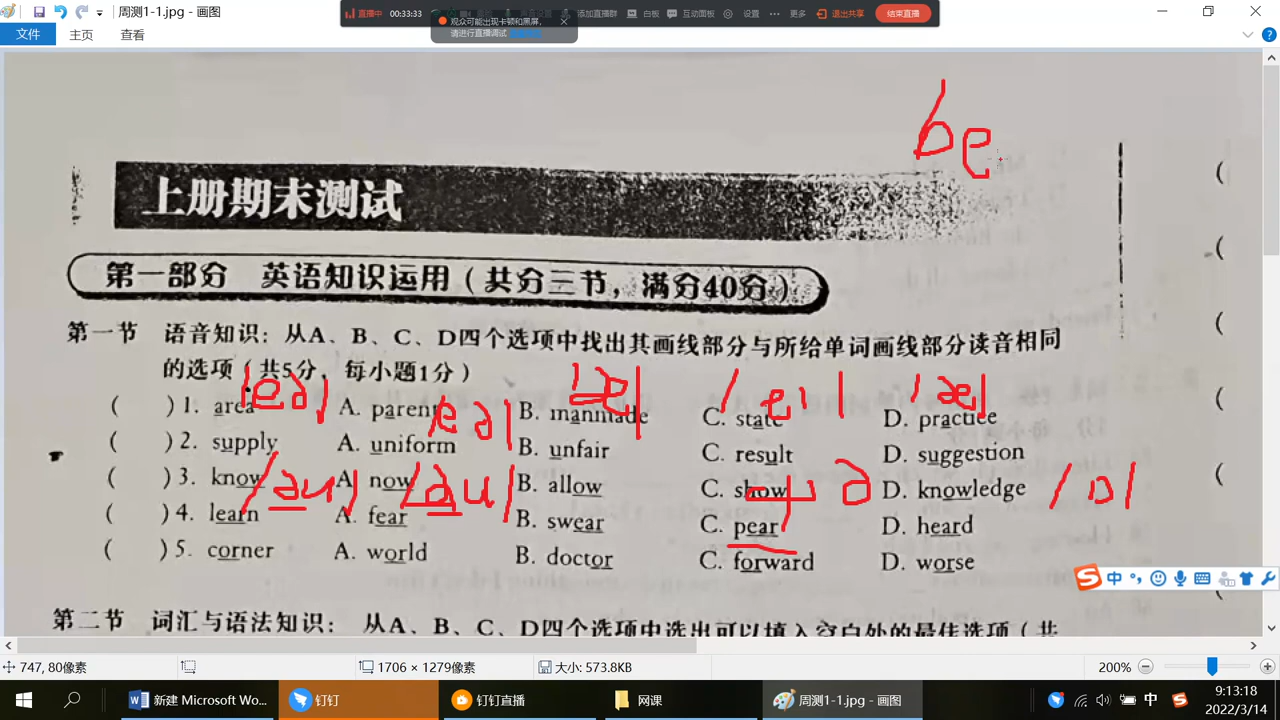 周测1-1.jpg - 画图
直播中 00:33:33 添加直播群 白板 互动面板 设置 更多 退出共享 结束直播
观众可能出现卡顿和黑屏,
请进行直播调试
文件 主页 查看
be
上册期末测试
第一部分 英语知识运用(共分三节,满分40分)
第一节 语音知识:从A、B、C、D四个选项中找出其画线部分与所给单词画线部分读音相同
的选项(共5分,每小题1分)
( )1. area A. parent B. manmade C. state D. practice
( )2. supply A. uniform B. unfair C. result D. suggestion
( )3. know A. now B. allow C. show D. knowledge
( )4. learn A. fear B. swear C. pear D. heard
( )5. corner A. world B. doctor C. forward D. worse
第二节 词汇与语法知识:从A、B、C、D四个选项中选出可以填入空白处的最佳选项(共
中
747, 80像素 1706 × 1279像素 大小: 573.8KB 200%
新建 Microsoft Wo... 钉钉 钉钉直播 网课 周测1-1.jpg - 画图 中 9:13:18
2022/3/14